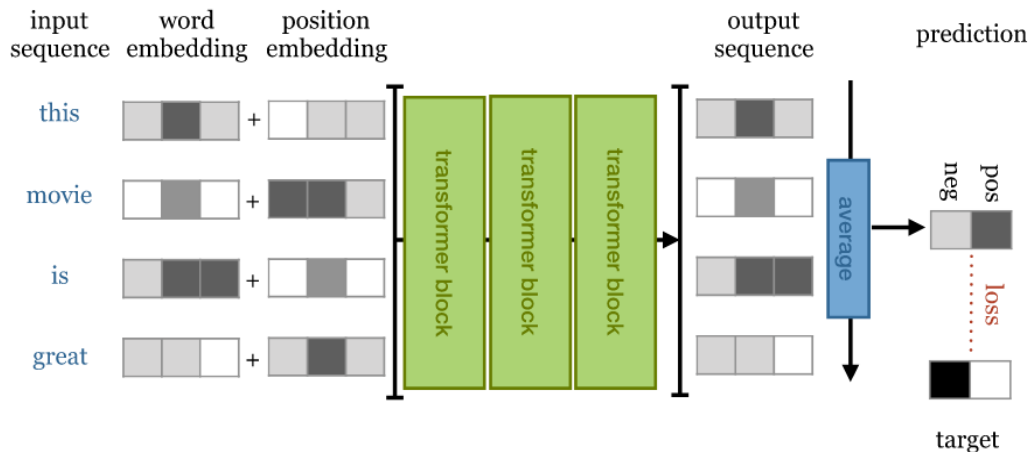 input sequence
word embedding
position embedding
output sequence
prediction
this
+
movie
+
is
+
great
+
transformer block
transformer block
transformer block
average
neg
pos
loss
target